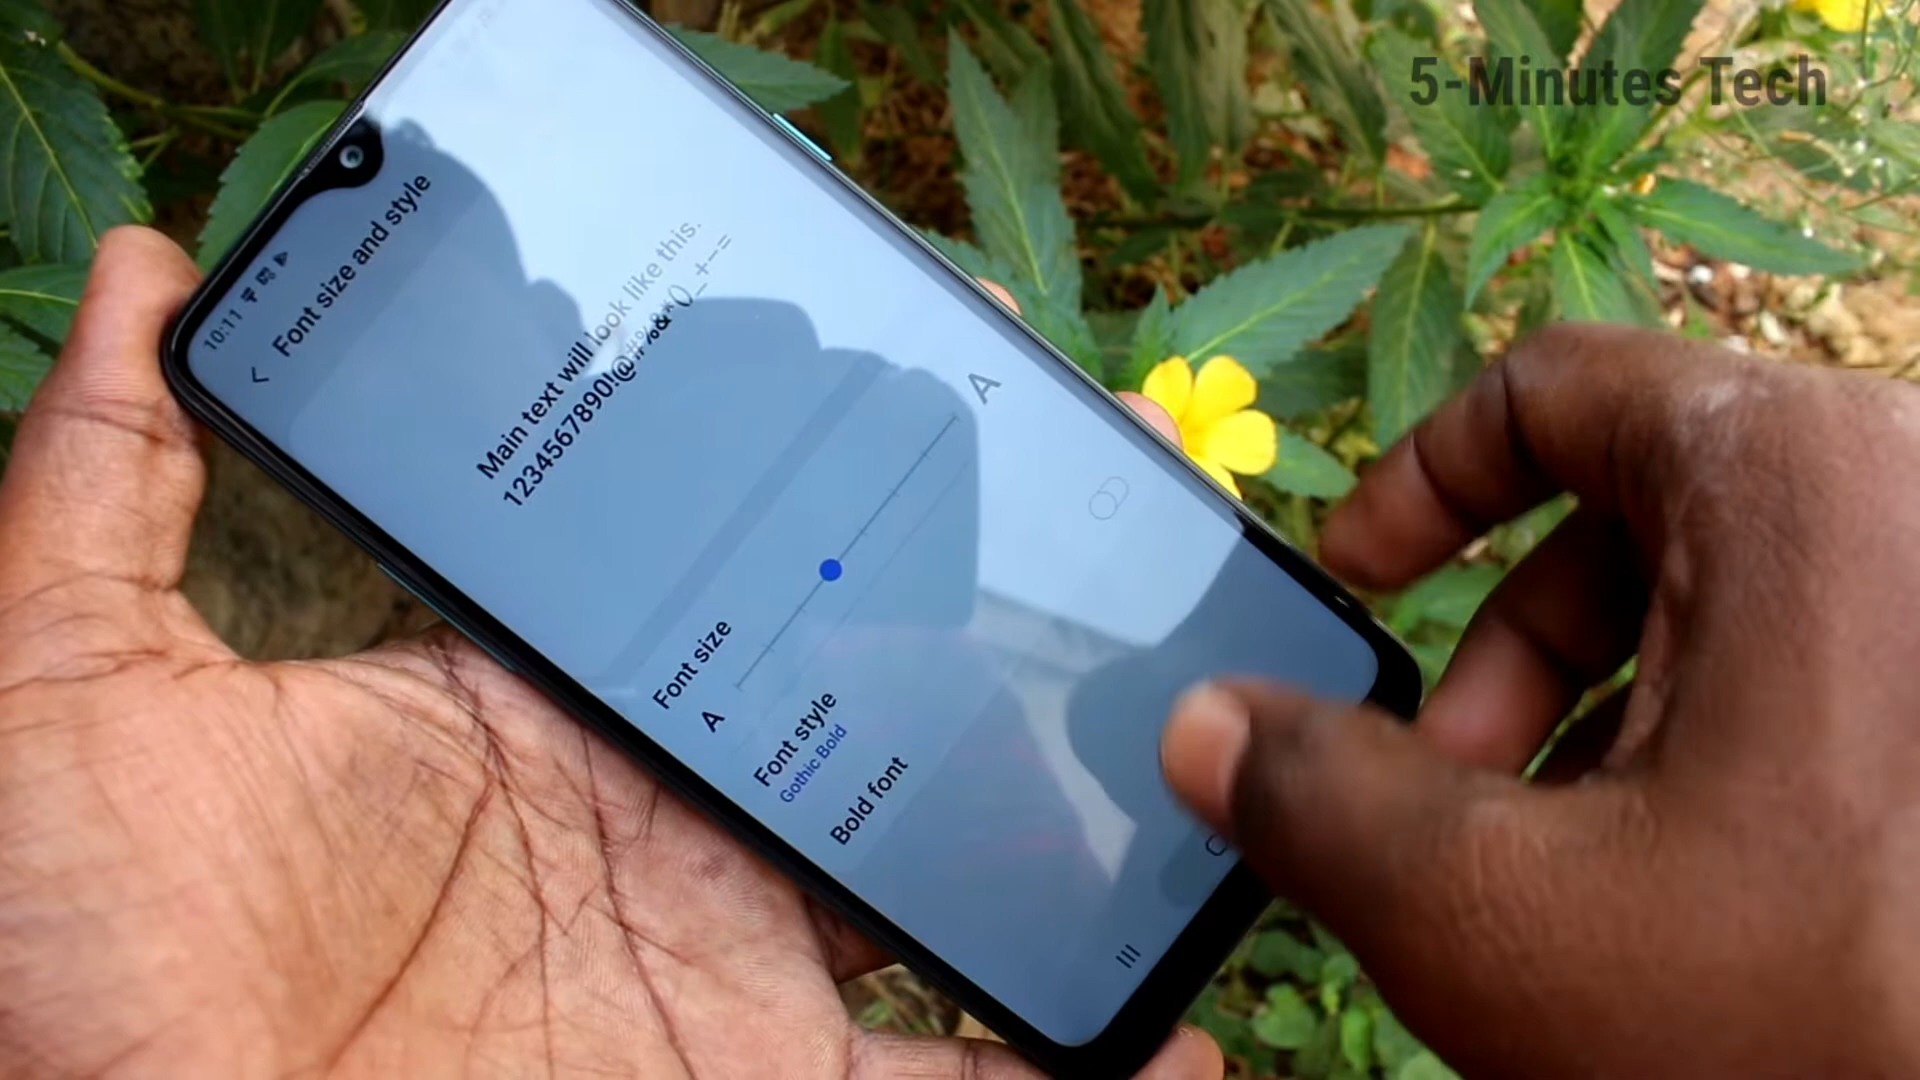 5-Minutes Tech
10:11
Font size and style
Main text will look like this.
1234567890!@#%&*()_+-=
Font size
A
A
Font style
Gothic Bold
Bold font